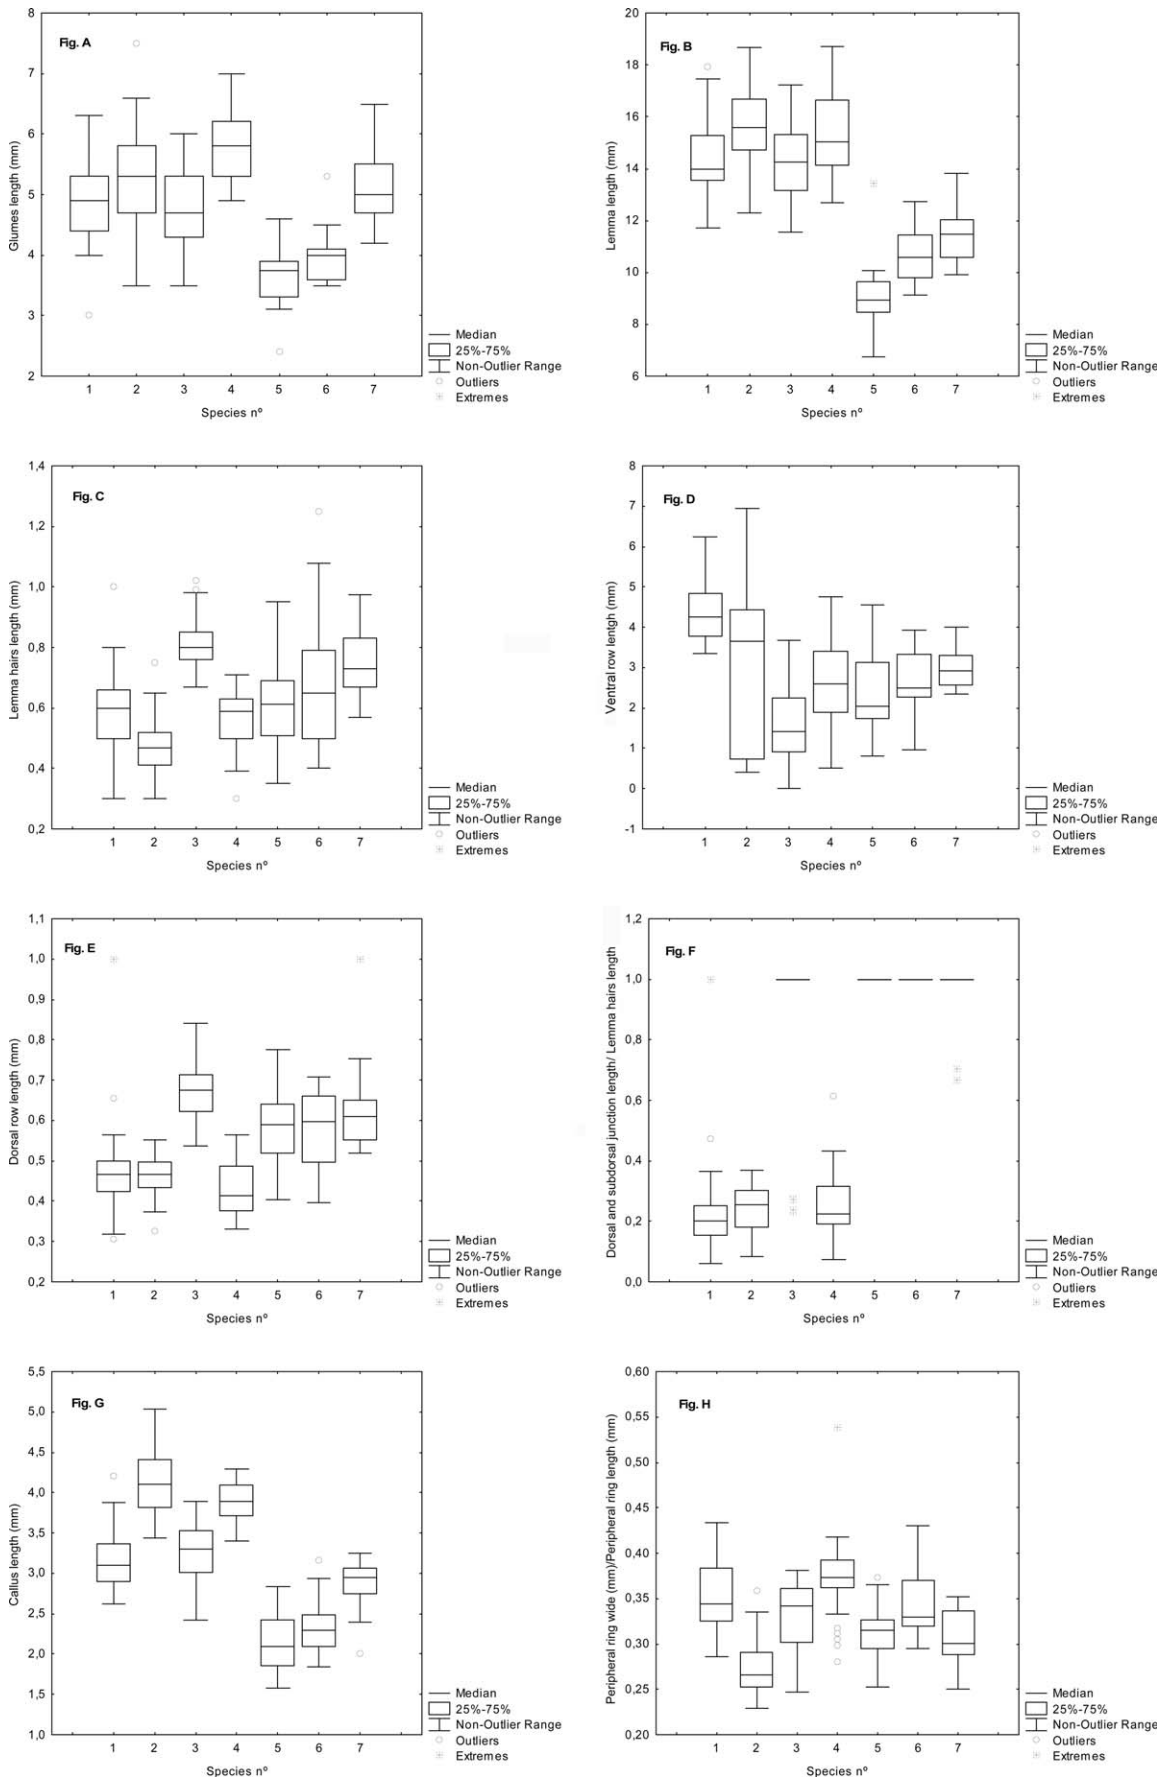 Fig. A
Glumes length (mm)
8
7
6
5
4
3
2
1 2 3 4 5 6 7
Species nº
Median
25%-75%
Non-Outlier Range
Outliers
Extremes
Fig. B
Lemma length (mm)
20
18
16
14
12
10
8
6
1 2 3 4 5 6 7
Species nº
Median
25%-75%
Non-Outlier Range
Outliers
Extremes
Fig. C
Lemma hairs length (mm)
1,4
1,2
1,0
0,8
0,6
0,4
0,2
1 2 3 4 5 6 7
Species nº
Median
25%-75%
Non-Outlier Range
Outliers
Extremes
Fig. D
Ventral row lentgh (mm)
8
7
6
5
4
3
2
1
0
-1
1 2 3 4 5 6 7
Species nº
Median
25%-75%
Non-Outlier Range
Outliers
Extremes
Fig. E
Dorsal row length (mm)
1,1
1,0
0,9
0,8
0,7
0,6
0,5
0,4
0,3
0,2
1 2 3 4 5 6 7
Species nº
Median
25%-75%
Non-Outlier Range
Outliers
Extremes
Fig. F
Dorsal and subdorsal junction length/ Lemma hairs length
1,2
1,0
0,8
0,6
0,4
0,2
0,0
1 2 3 4 5 6 7
Species nº
Median
25%-75%
Non-Outlier Range
Outliers
Extremes
Fig. G
Callus length (mm)
5,5
5,0
4,5
4,0
3,5
3,0
2,5
2,0
1,5
1,0
1 2 3 4 5 6 7
Species nº
Median
25%-75%
Non-Outlier Range
Outliers
Extremes
Fig. H
Peripheral ring wide (mm)/Peripheral ring length (mm)
0,60
0,55
0,50
0,45
0,40
0,35
0,30
0,25
0,20
1 2 3 4 5 6 7
Species nº
Median
25%-75%
Non-Outlier Range
Outliers
Extremes